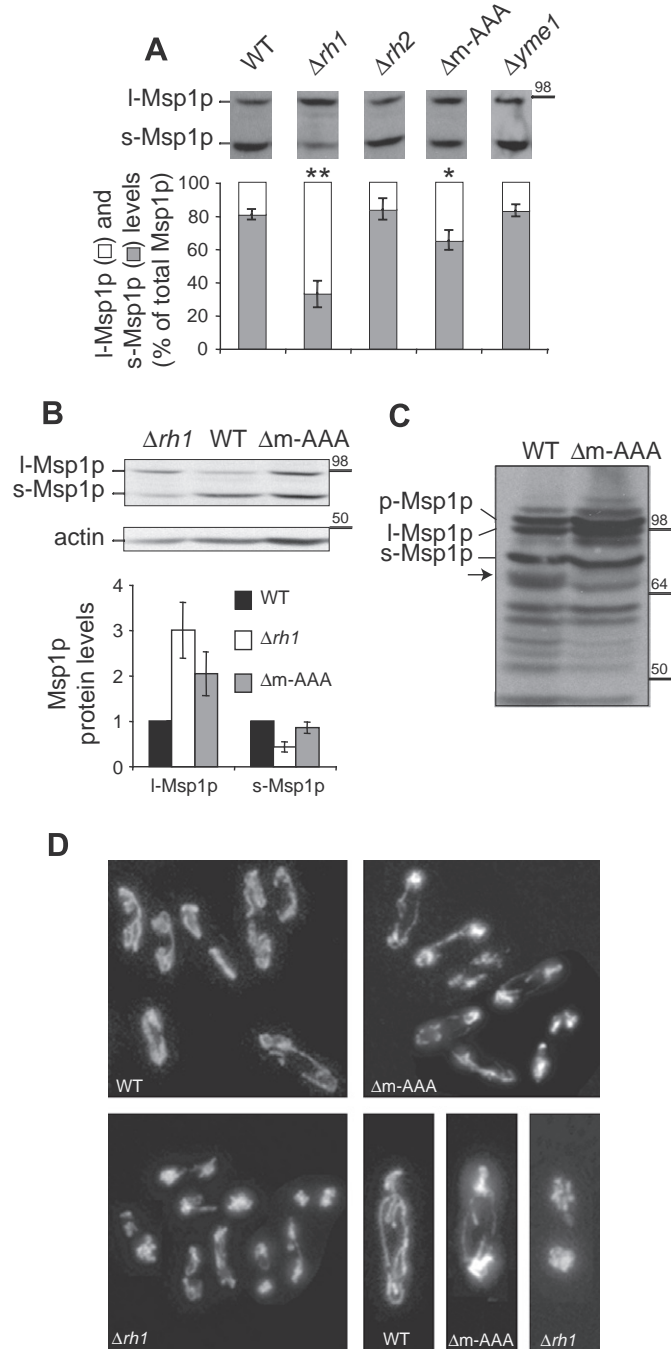 A
WT Δrh1 Δrh2 Δm-AAA Δyme1
l-Msp1p
98
s-Msp1p
** *
l-Msp1p (□) and
s-Msp1p (■) levels
(% of total Msp1p)
100
80
60
40
20
0
B
Δrh1 WT Δm-AAA
l-Msp1p
98
s-Msp1p
50
actin
Msp1p
protein levels
4
3
2
1
0
WT
Δrh1
Δm-AAA
l-Msp1p s-Msp1p
C
WT Δm-AAA
p-Msp1p
l-Msp1p
98
s-Msp1p
64
50
D
WT
Δm-AAA
Δrh1
WT
Δm-AAA
Δrh1